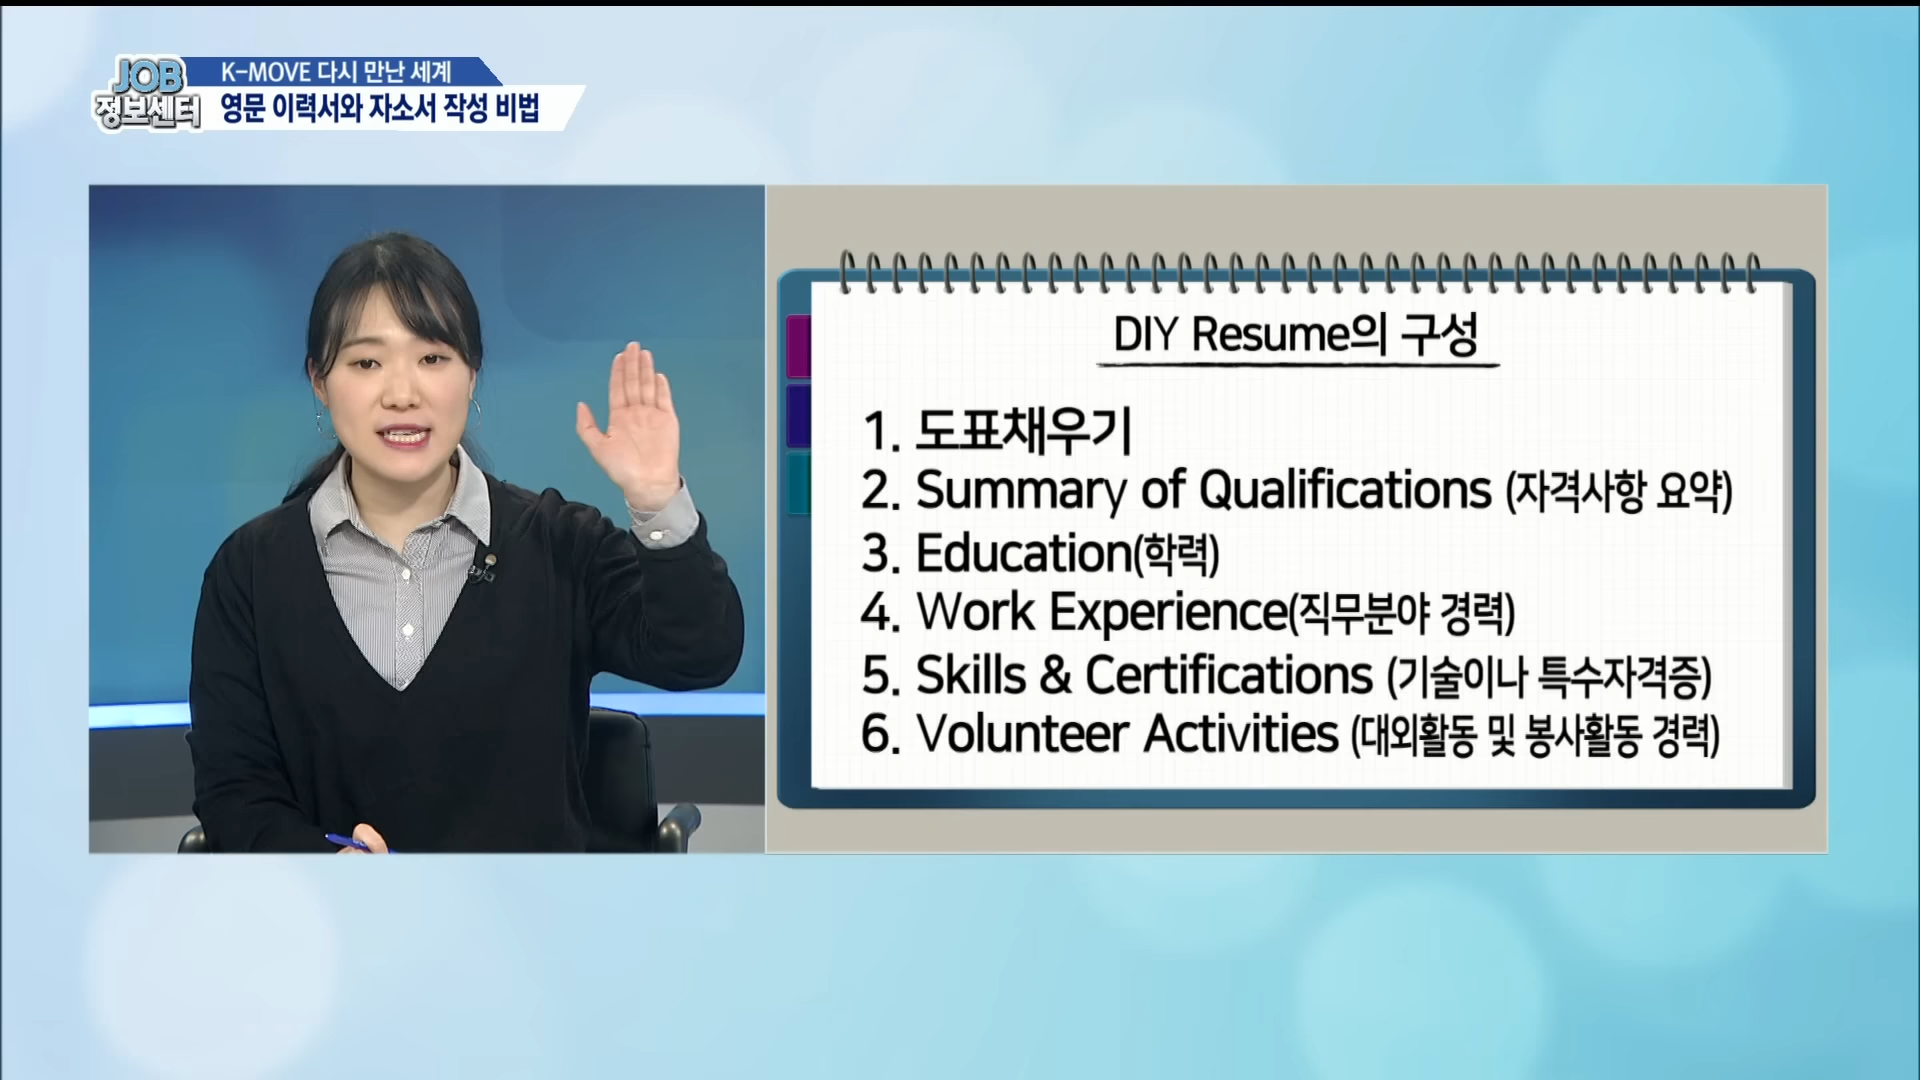 JOB
정보센터
K-MOVE 다시 만난 세계
영문 이력서와 자소서 작성 비법
DIY Resume의 구성
1. 도표채우기
2. Summary of Qualifications (자격사항 요약)
3. Education(학력)
4. Work Experience(직무분야 경력)
5. Skills & Certifications (기술이나 특수자격증)
6. Volunteer Activities (대외활동 및 봉사활동 경력)